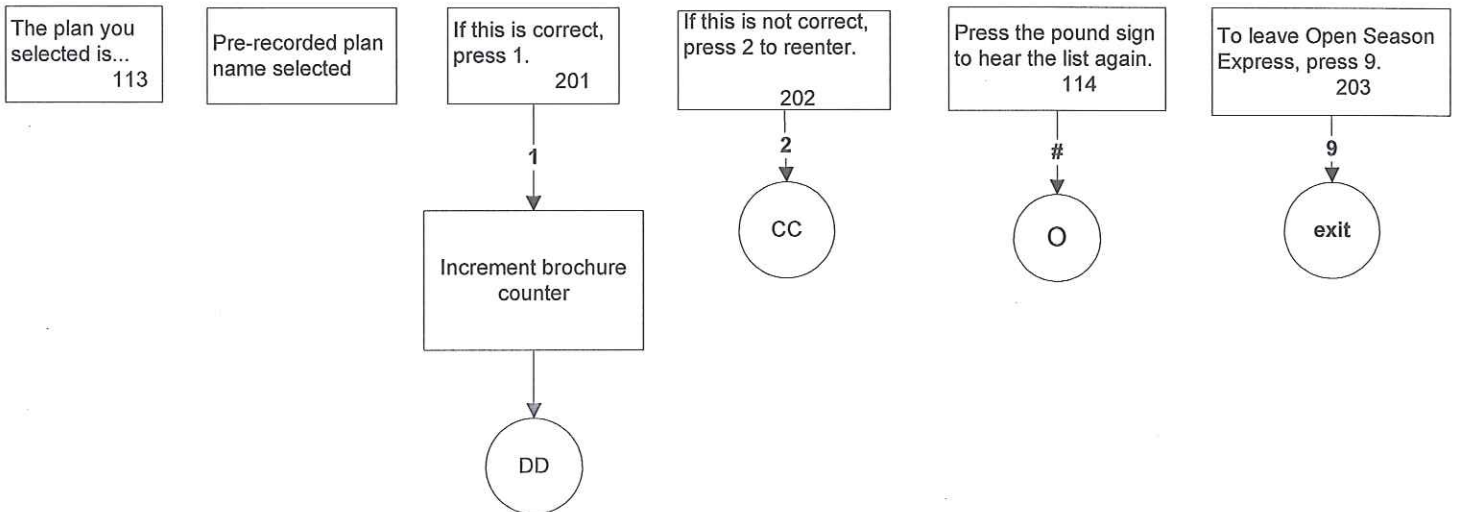 The plan you
selected is...
113
Pre-recorded plan
name selected
If this is correct,
press 1.
201
If this is not correct,
press 2 to reenter.
202
Press the pound sign
to hear the list again.
114
To leave Open Season
Express, press 9.
203
1
2
#
9
Increment brochure
counter
CC
O
exit
DD